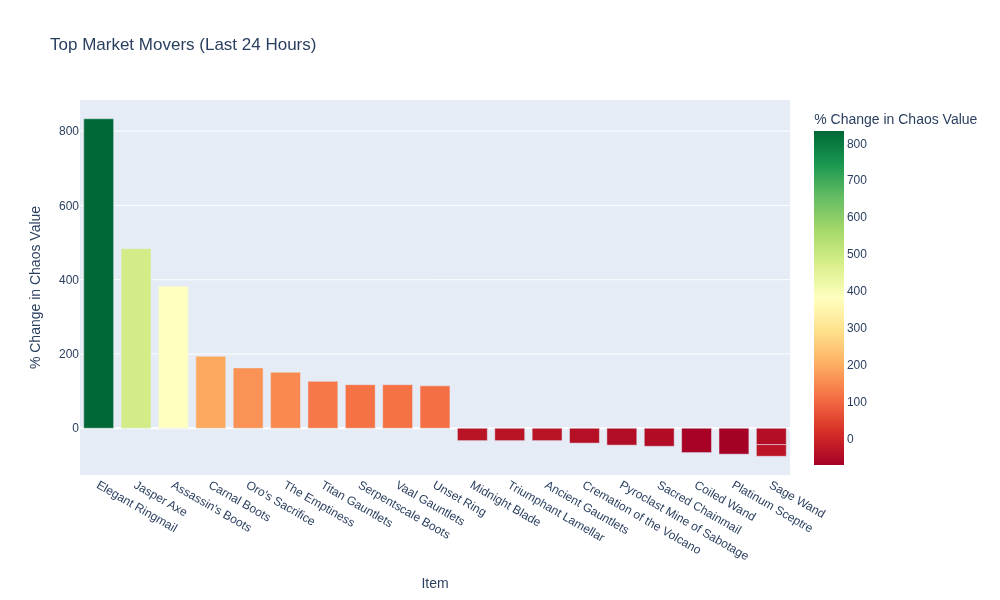 Top Market Movers (Last 24 Hours)
% Change in Chaos Value
800
600
400
200
0
Elegant Ringmail
Jasper Axe
Assassin's Boots
Carnal Boots
Oro's Sacrifice
The Emptiness
Titan Gauntlets
Serpentscale Boots
Vaal Gauntlets
Unset Ring
Midnight Blade
Triumphant Lamellar
Ancient Gauntlets
Cremation of the Volcano
Pyroclast Mine of Sabotage
Sacred Chainmail
Coiled Wand
Platinum Sceptre
Sage Wand
Item
% Change in Chaos Value
800
700
600
500
400
300
200
100
0